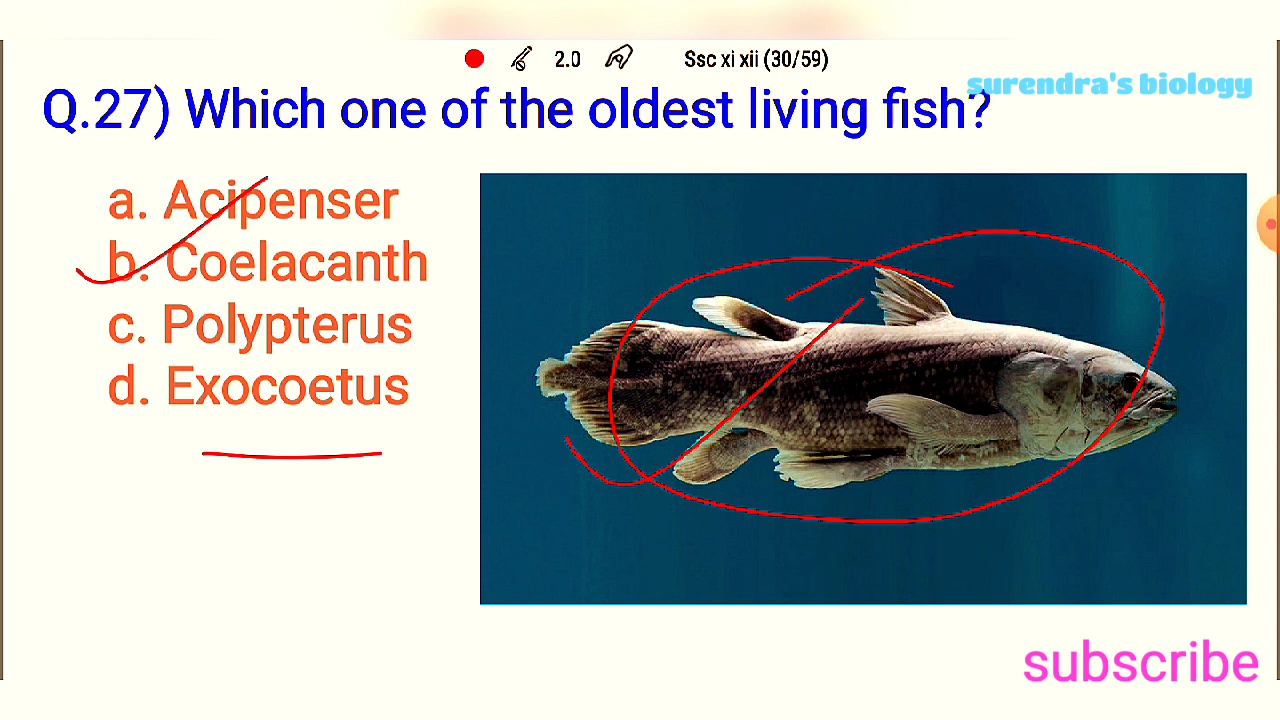 2.0 Ssc xi xii (30/59)
surendra's biology
Q.27) Which one of the oldest living fish?
a. Acipenser
b. Coelacanth
c. Polypterus
d. Exocoetus
subscribe